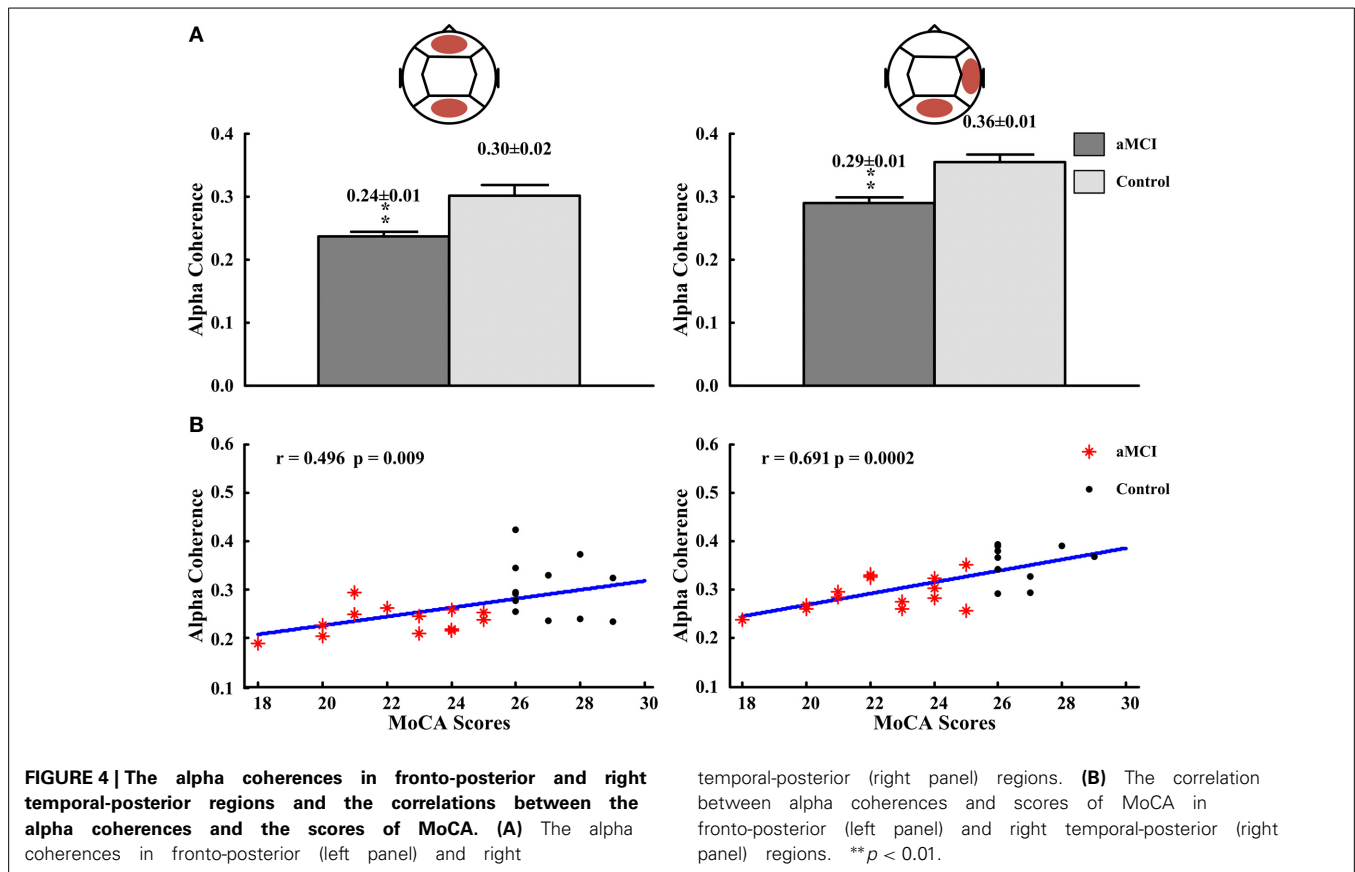 A
0.4
0.3
0.2
0.1
0.0
Alpha Coherence
0.24±0.01
**
0.30±0.02
0.4
0.3
0.2
0.1
0.0
Alpha Coherence
0.29±0.01
**
0.36±0.01
aMCI
Control
B
0.6
0.5
0.4
0.3
0.2
0.1
Alpha Coherence
r = 0.496 p = 0.009
18 20 22 24 26 28 30
MoCA Scores
0.6
0.5
0.4
0.3
0.2
0.1
Alpha Coherence
r = 0.691 p = 0.0002
aMCI
Control
18 20 22 24 26 28 30
MoCA Scores
FIGURE 4 | The alpha coherences in fronto-posterior and right
temporal-posterior regions and the correlations between the
alpha coherences and the scores of MoCA. (A) The alpha
coherences in fronto-posterior (left panel) and right
temporal-posterior (right panel) regions. (B) The correlation
between alpha coherences and scores of MoCA in
fronto-posterior (left panel) and right temporal-posterior (right
panel) regions. **p < 0.01.